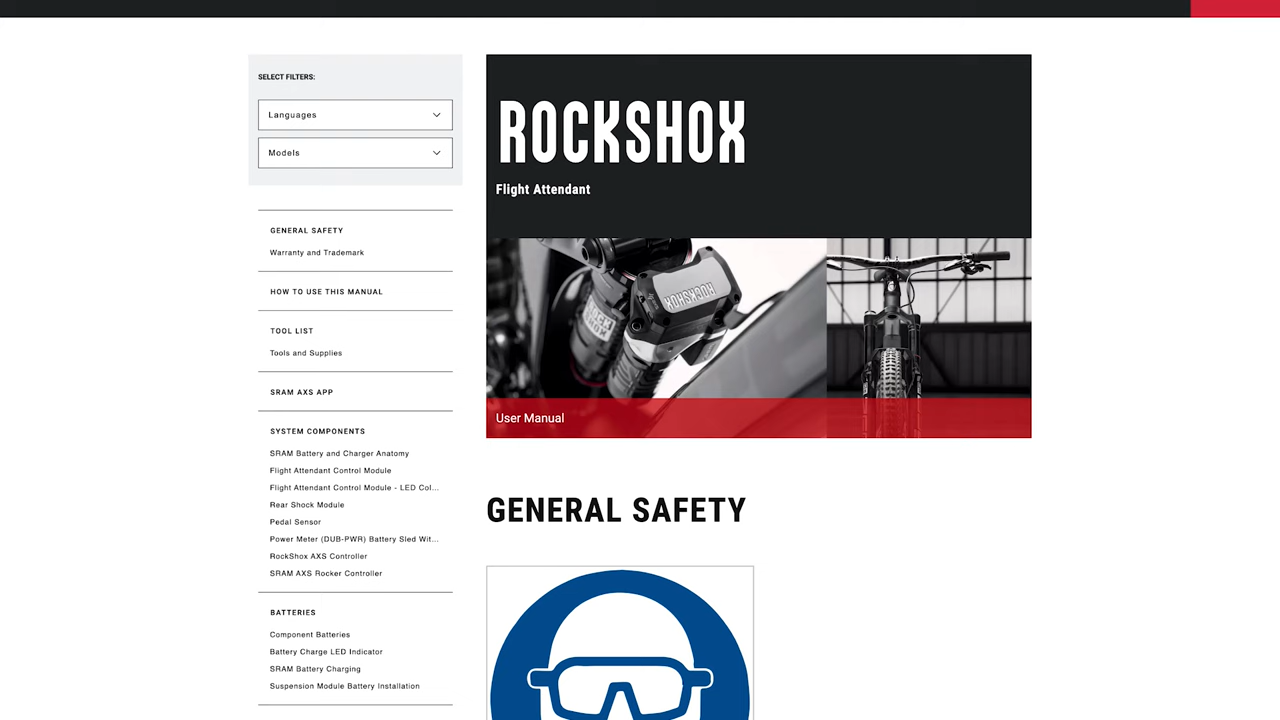 SELECT FILTERS:
Languages
Models
GENERAL SAFETY
Warranty and Trademark
HOW TO USE THIS MANUAL
TOOL LIST
Tools and Supplies
SRAM AXS APP
SYSTEM COMPONENTS
SRAM Battery and Charger Anatomy
Flight Attendant Control Module
Flight Attendant Control Module - LED Col...
Rear Shock Module
Pedal Sensor
Power Meter (DUB-PWR) Battery Sled Wit...
RockShox AXS Controller
SRAM AXS Rocker Controller
BATTERIES
Component Batteries
Battery Charge LED Indicator
SRAM Battery Charging
Suspension Module Battery Installation
ROCKSHOX
Flight Attendant
ROCKSHOX
ROCK
SHOX
User Manual
GENERAL SAFETY